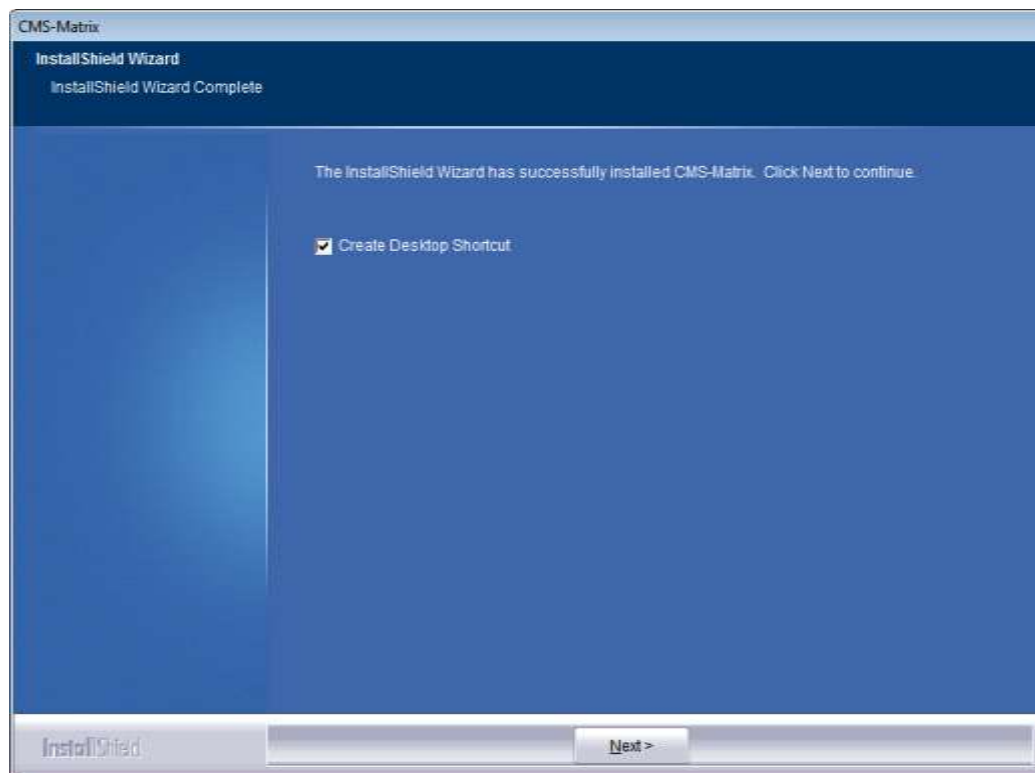 CMS-Matrix
InstallShield Wizard
InstallShield Wizard Complete
The InstallShield Wizard has successfully installed CMS-Matrix. Click Next to continue.
Create Desktop Shortcut
InstallShield
Next >